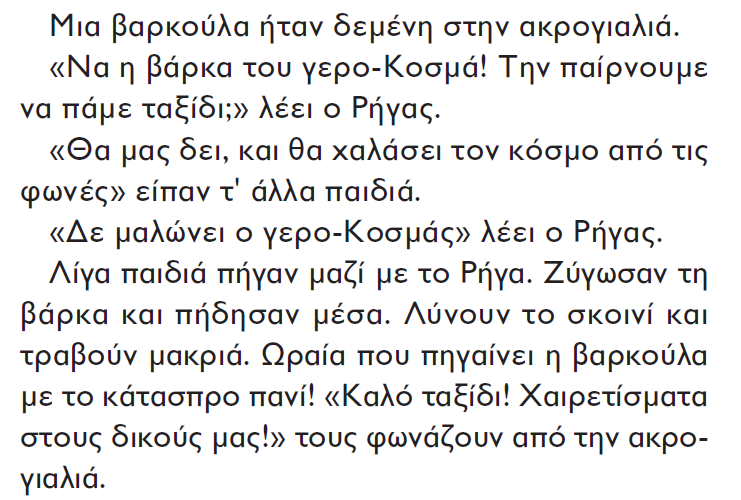 Μια βαρκούλα ήταν δεμένη στην ακρογιαλιά.
«Να η βάρκα του γερο-Κοσμά! Την παίρνουμε
να πάμε ταξίδι;» λέει ο Ρήγας.
«Θα μας δει, και θα χαλάσει τον κόσμο από τις
φωνές» είπαν τ' άλλα παιδιά.
«Δε μαλώνει ο γερο-Κοσμάς» λέει ο Ρήγας.
Λίγα παιδιά πήγαν μαζί με το Ρήγα. Ζύγωσαν τη
βάρκα και πήδησαν μέσα. Λύνουν το σκοινί και
τραβούν μακριά. Ωραία που πηγαίνει η βαρκούλα
με το κάτασπρο πανί! «Καλό ταξίδι! Χαιρετίσματα
στους δικούς μας!» τους φωνάζουν από την ακρο-
γιαλιά.